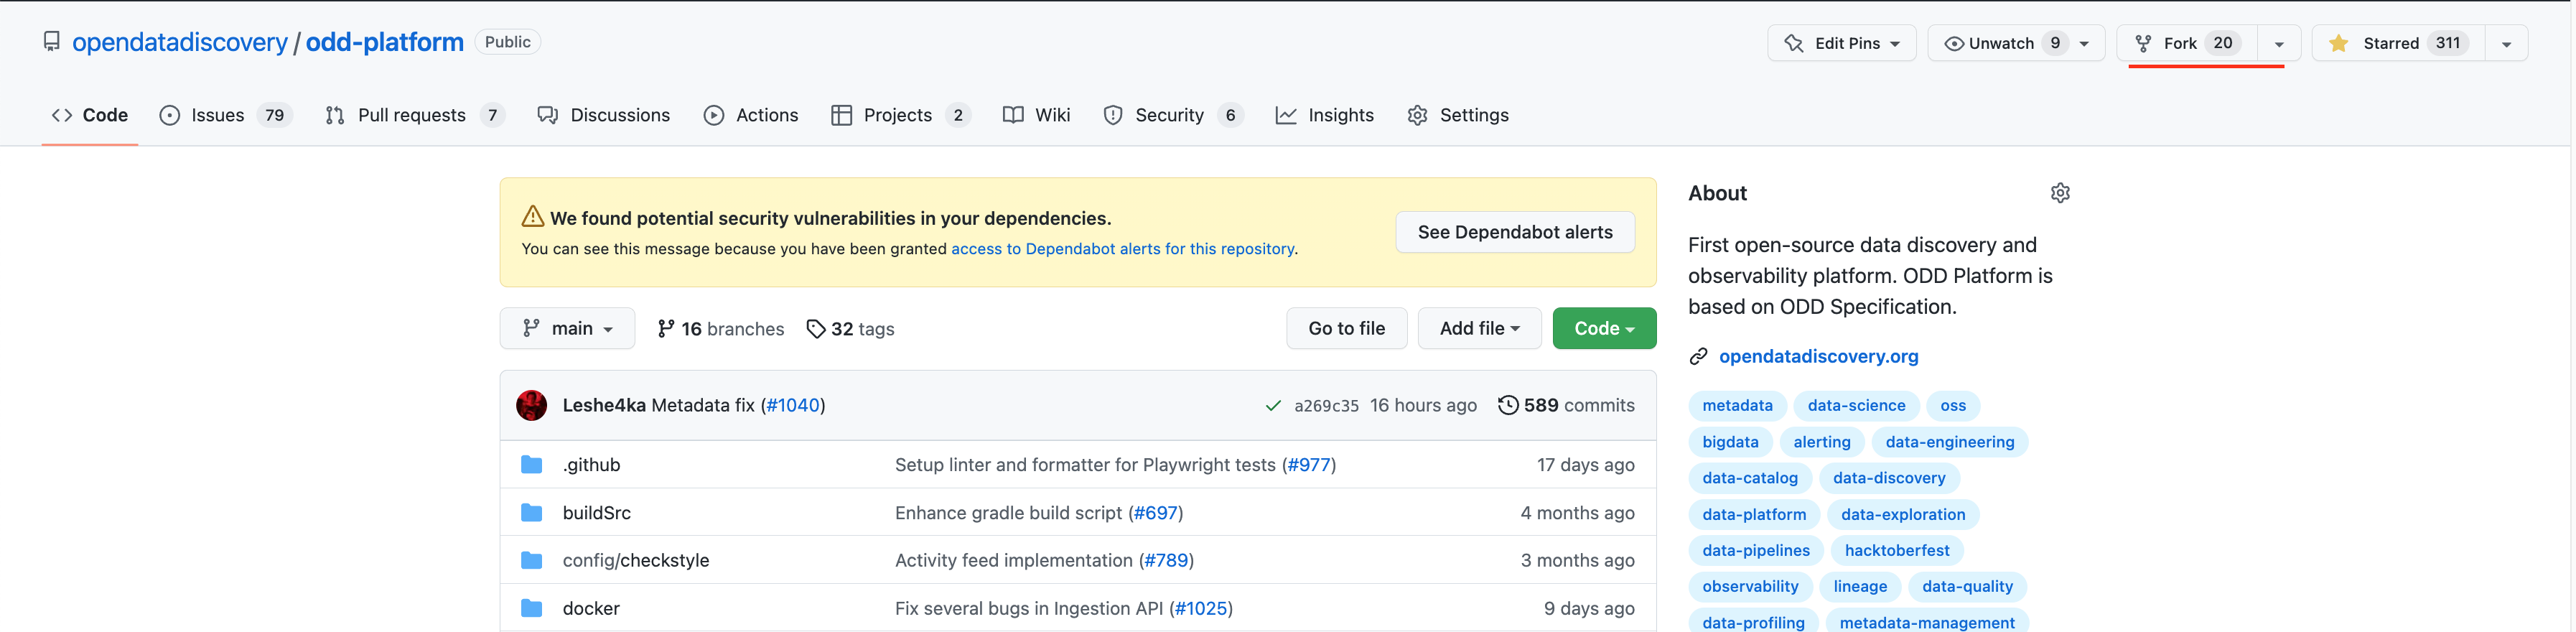 opendatadiscovery / odd-platform Public
Edit Pins Unwatch 9 Fork 20 Starred 311
Code Issues 79 Pull requests 7 Discussions Actions Projects 2 Wiki Security 6 Insights Settings
We found potential security vulnerabilities in your dependencies.
You can see this message because you have been granted access to Dependabot alerts for this repository.
See Dependabot alerts
main 16 branches 32 tags Go to file Add file Code
Leshe4ka Metadata fix (#1040) a269c35 16 hours ago 589 commits
.github Setup linter and formatter for Playwright tests (#977) 17 days ago
buildSrc Enhance gradle build script (#697) 4 months ago
config/checkstyle Activity feed implementation (#789) 3 months ago
docker Fix several bugs in Ingestion API (#1025) 9 days ago
About
First open-source data discovery and
observability platform. ODD Platform is
based on ODD Specification.
opendatadiscovery.org
metadata data-science oss
bigdata alerting data-engineering
data-catalog data-discovery
data-platform data-exploration
data-pipelines hacktoberfest
observability lineage data-quality
data-profiling metadata-management